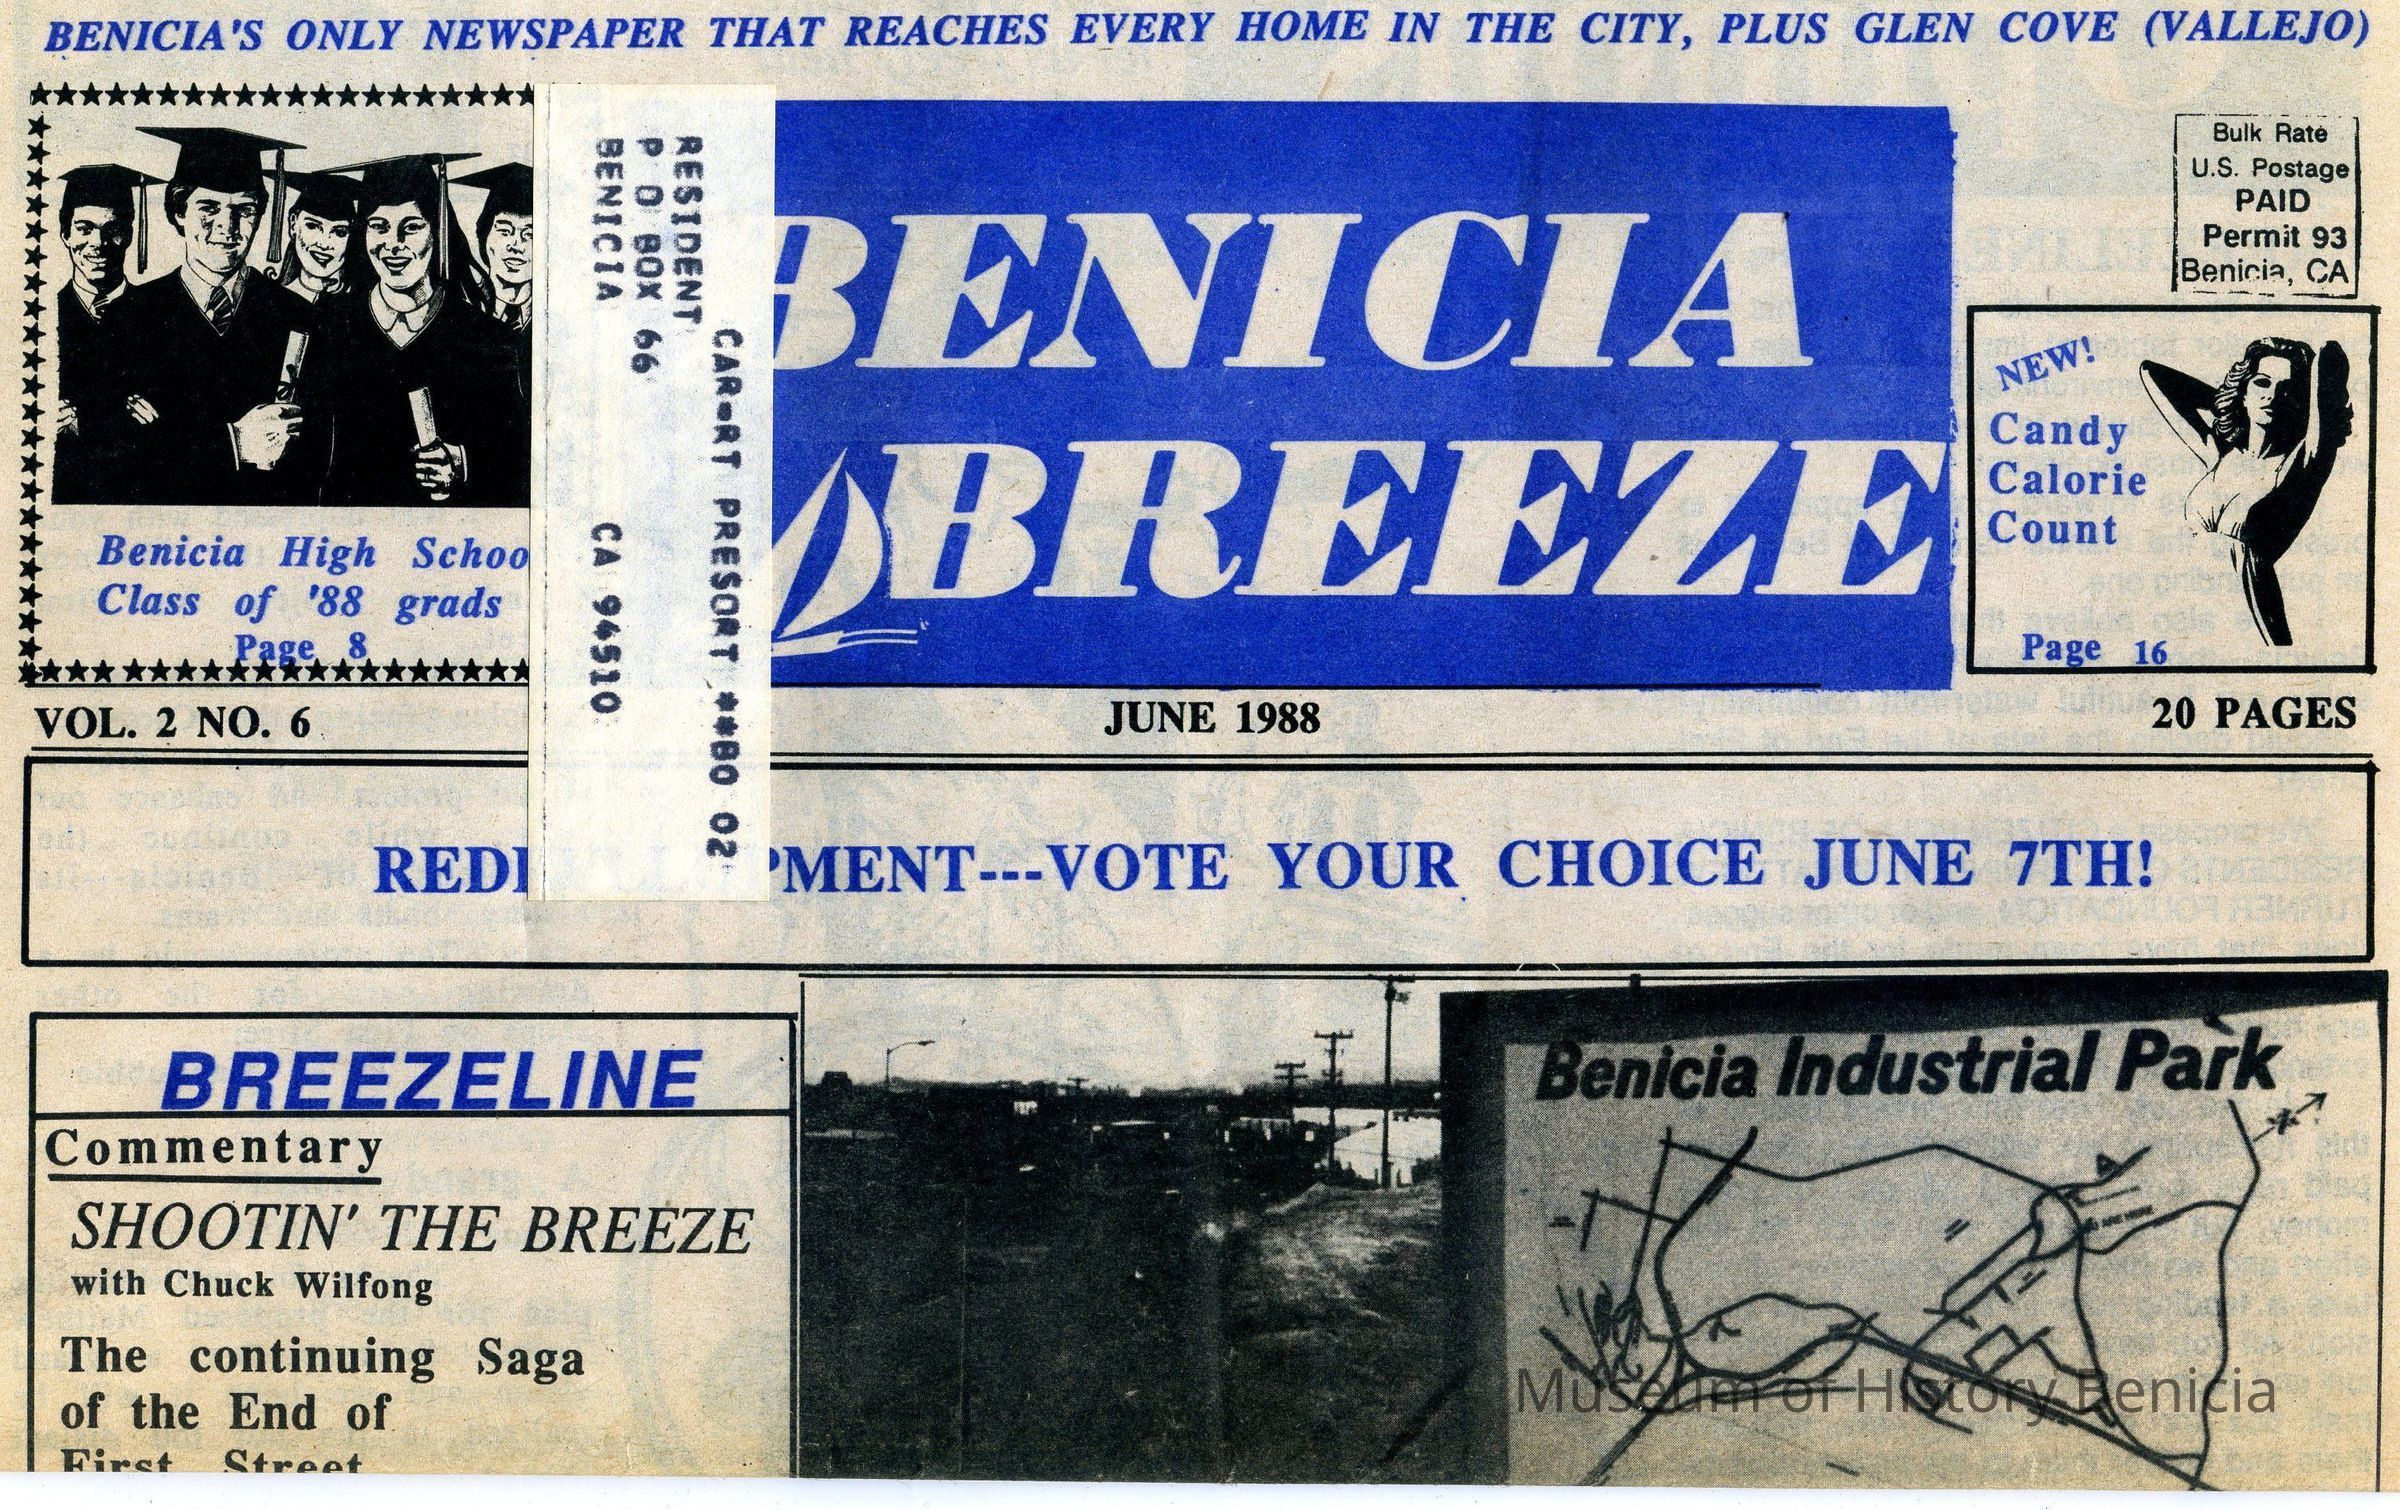 BENICIA'S ONLY NEWSPAPER THAT REACHES EVERY HOME IN THE CITY, PLUS GLEN COVE (VALLEJO)
Benicia High Schoo
Class of '88 grads
Page 8
CAR-RT PRESORT **B0 02
RESIDENT
P O BOX 66
BENICIA CA 94510
BENICIA
BREEZE
Bulk Rate
U.S. Postage
PAID
Permit 93
Benicia, CA
NEW!
Candy
Calorie
Count
Page 16
VOL. 2 NO. 6 JUNE 1988 20 PAGES
PMENT---VOTE YOUR CHOICE JUNE 7TH!
BREEZELINE
Commentary
SHOOTIN' THE BREEZE
with Chuck Wilfong
The continuing Saga
of the End of
First Street
Benicia Industrial Park
Museum of History Benicia